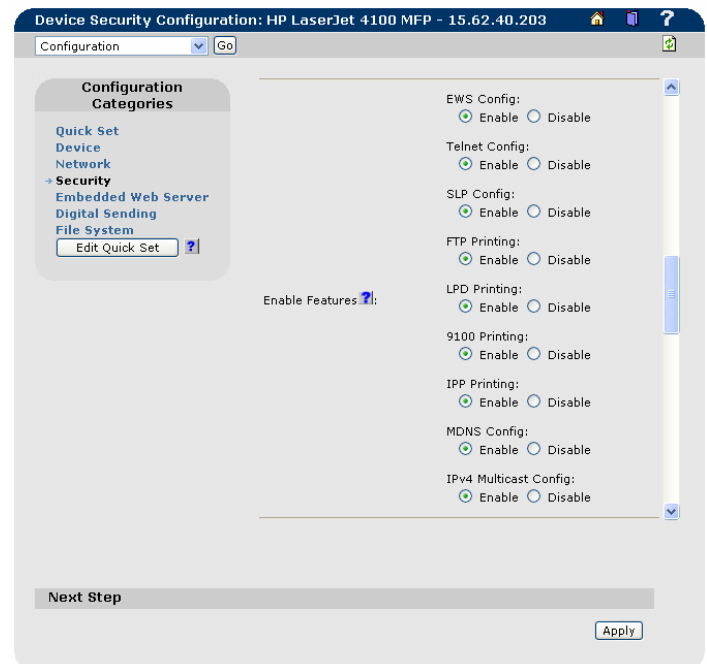 Device Security Configuration: HP LaserJet 4100 MFP - 15.62.40.203 ?
Configuration Go
Configuration
Categories
Quick Set
Device
Network
Security
Embedded Web Server
Digital Sending
File System
Edit Quick Set ?
Enable Features ?:
EWS Config:
Enable Disable
Telnet Config:
Enable Disable
SLP Config:
Enable Disable
FTP Printing:
Enable Disable
LPD Printing:
Enable Disable
9100 Printing:
Enable Disable
IPP Printing:
Enable Disable
MDNS Config:
Enable Disable
IPv4 Multicast Config:
Enable Disable
Next Step
Apply